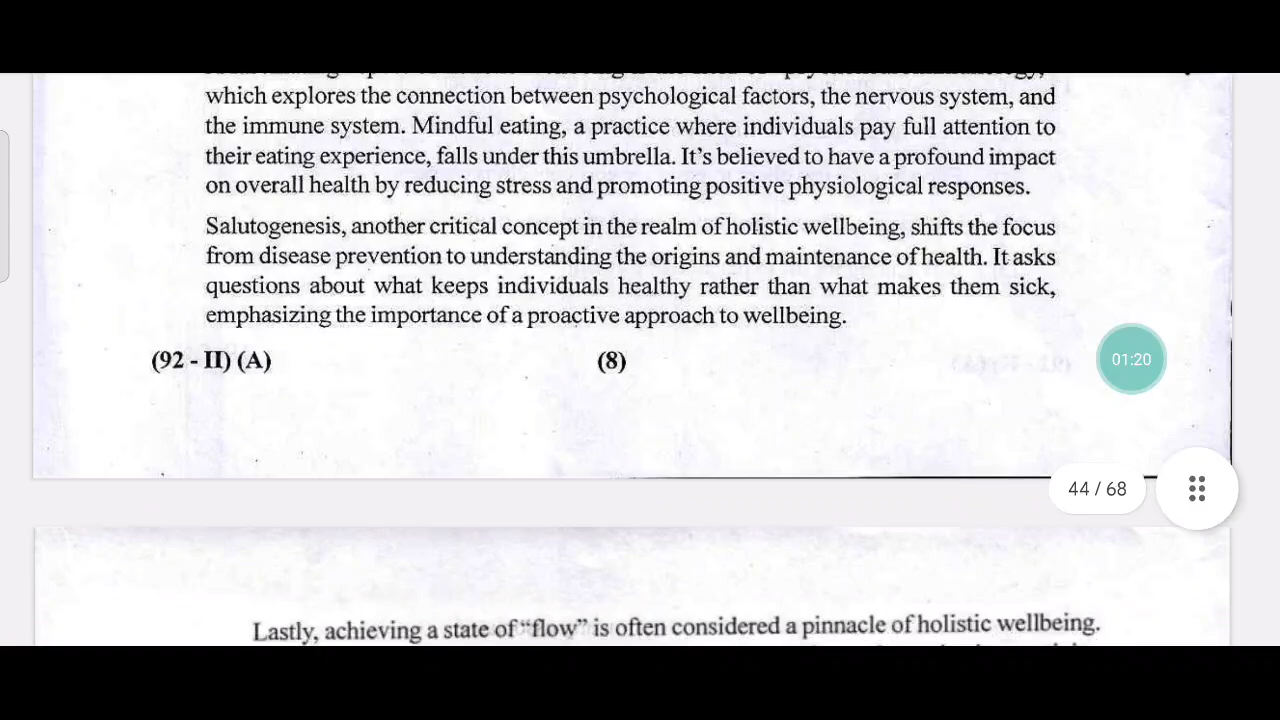 which explores the connection between psychological factors, the nervous system, and
the immune system. Mindful eating, a practice where individuals pay full attention to
their eating experience, falls under this umbrella. It's believed to have a profound impact
on overall health by reducing stress and promoting positive physiological responses.
Salutogenesis, another critical concept in the realm of holistic wellbeing, shifts the focus
from disease prevention to understanding the origins and maintenance of health. It asks
questions about what keeps individuals healthy rather than what makes them sick,
emphasizing the importance of a proactive approach to wellbeing.
(92 - II) (A) (8)
01:20
44 / 68
Lastly, achieving a state of “flow” is often considered a pinnacle of holistic wellbeing.